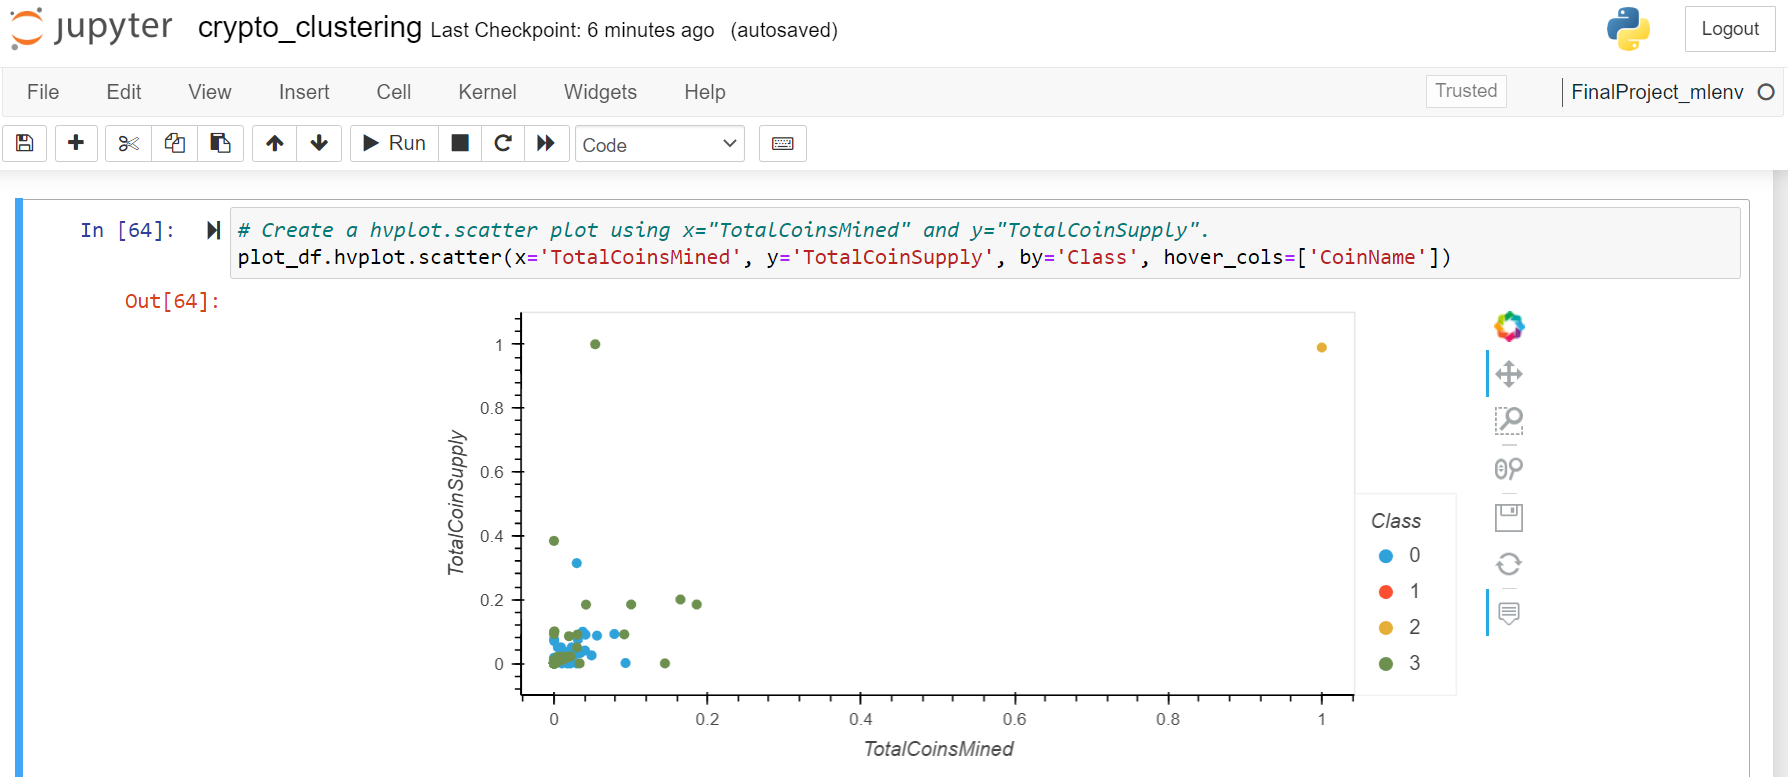 jupyter crypto_clustering Last Checkpoint: 6 minutes ago (autosaved) Logout
File Edit View Insert Cell Kernel Widgets Help Trusted FinalProject_mlenv
Run Code
In [64]: # Create a hvplot.scatter plot using x="TotalCoinsMined" and y="TotalCoinSupply".
plot_df.hvplot.scatter(x='TotalCoinsMined', y='TotalCoinSupply', by='Class', hover_cols=['CoinName'])
Out[64]:
TotalCoinSupply
1
0.8
0.6
0.4
0.2
0
0 0.2 0.4 0.6 0.8 1
TotalCoinsMined
Class
0
1
2
3